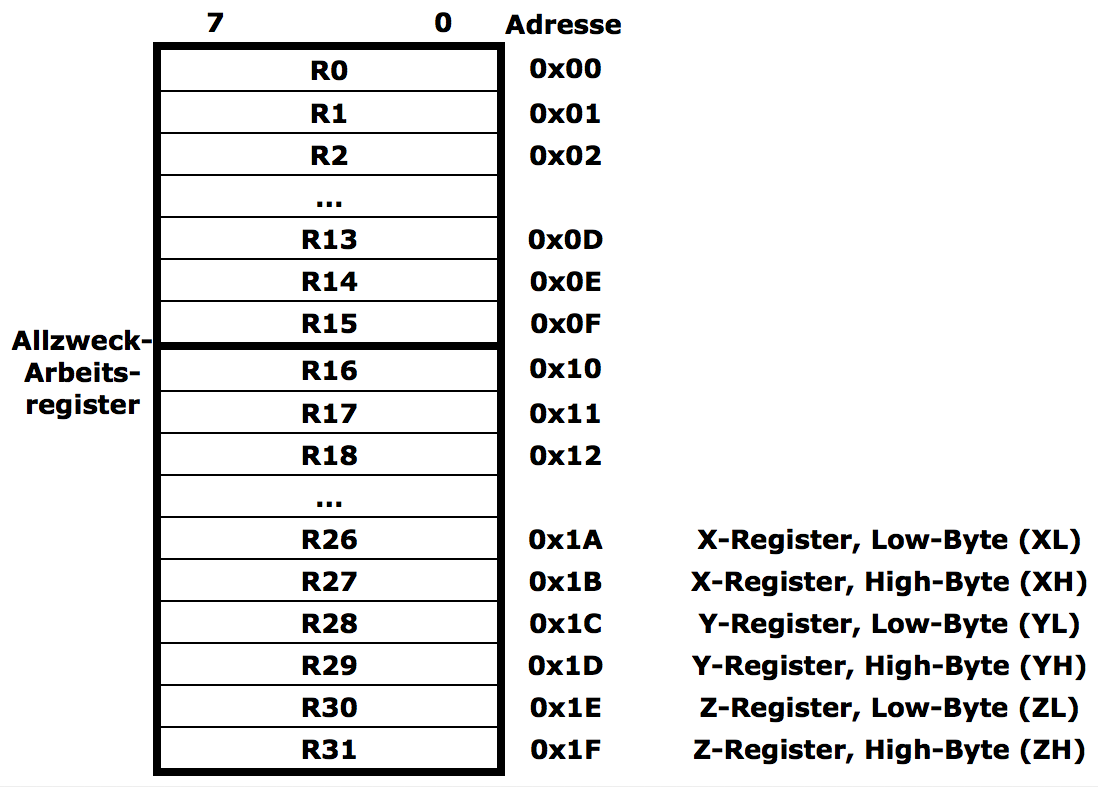 7 0 Adresse
R0 0x00
R1 0x01
R2 0x02
...
R13 0x0D
R14 0x0E
R15 0x0F
Allzweck-
Arbeits-
register
R16 0x10
R17 0x11
R18 0x12
...
R26 0x1A X-Register, Low-Byte (XL)
R27 0x1B X-Register, High-Byte (XH)
R28 0x1C Y-Register, Low-Byte (YL)
R29 0x1D Y-Register, High-Byte (YH)
R30 0x1E Z-Register, Low-Byte (ZL)
R31 0x1F Z-Register, High-Byte (ZH)